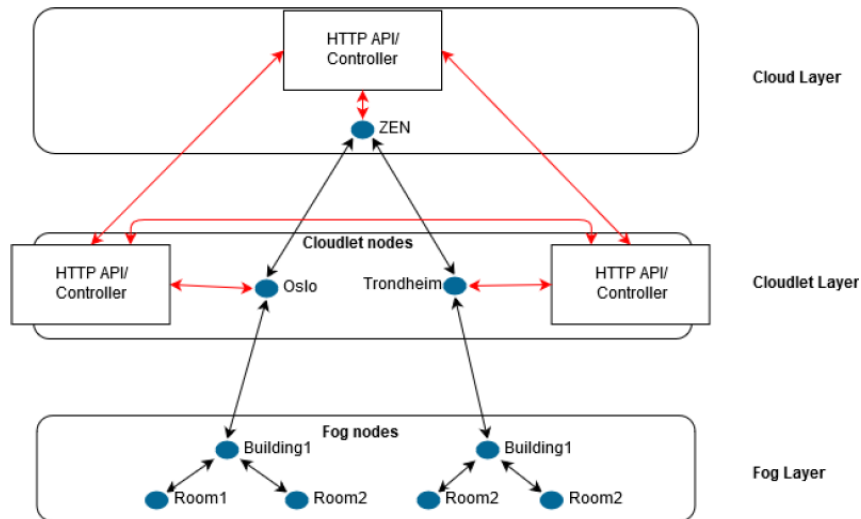 HTTP API/
Controller
Cloud Layer
ZEN
Cloudlet nodes
HTTP API/
Controller
Oslo
Trondheim
HTTP API/
Controller
Cloudlet Layer
Fog nodes
Building1
Building1
Fog Layer
Room1
Room2
Room2
Room2